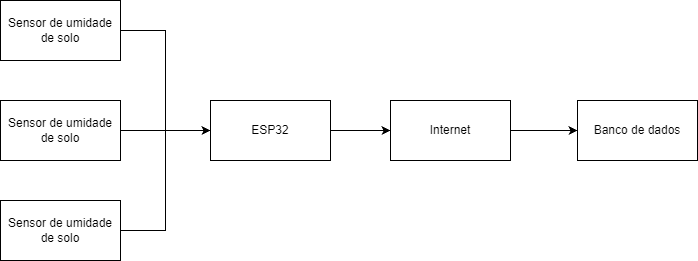 Sensor de umidade
de solo
Sensor de umidade
de solo
ESP32
Internet
Banco de dados
Sensor de umidade
de solo